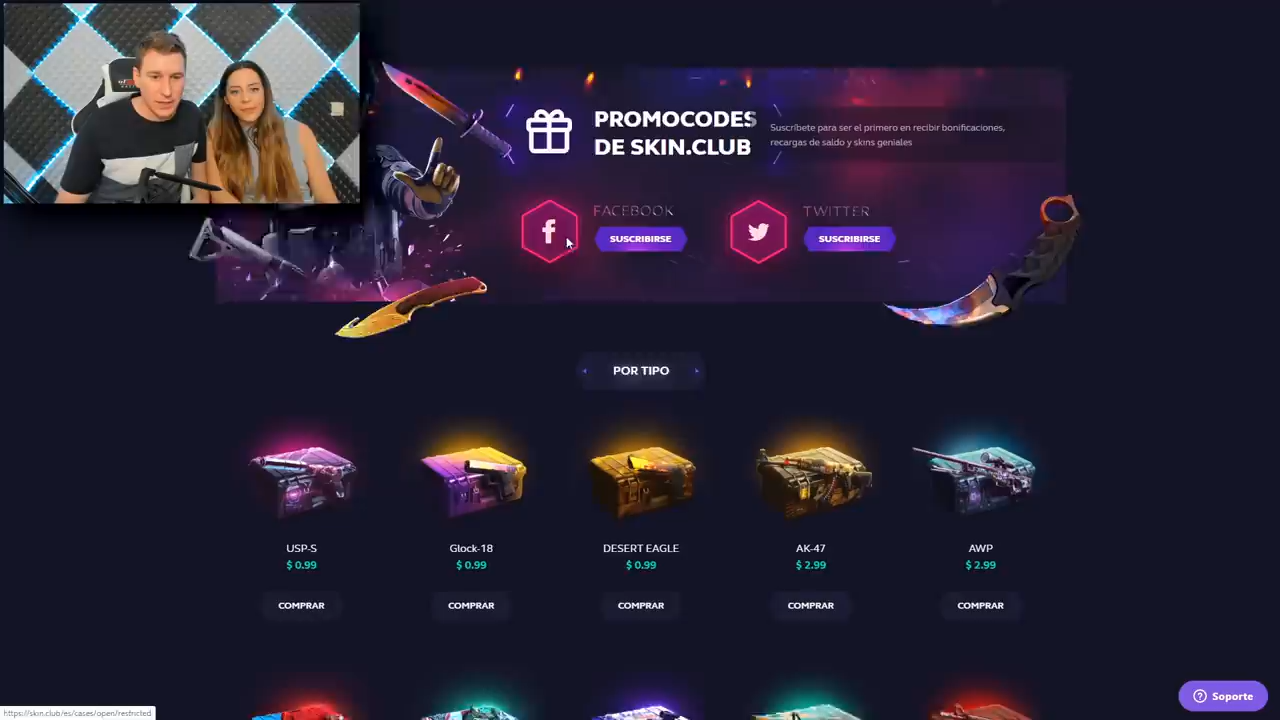 PROMOCODES
DE SKIN.CLUB
Suscríbete para ser el primero en recibir bonificaciones,
recargas de saldo y skins geniales
FACEBOOK
SUSCRIBIRSE
TWITTER
SUSCRIBIRSE
POR TIPO
USP-S
$ 0.99
COMPRAR
Glock-18
$ 0.99
COMPRAR
DESERT EAGLE
$ 0.99
COMPRAR
AK-47
$ 2.99
COMPRAR
AWP
$ 2.99
COMPRAR
Soporte
https://skin.club/es/cases/open/restricted